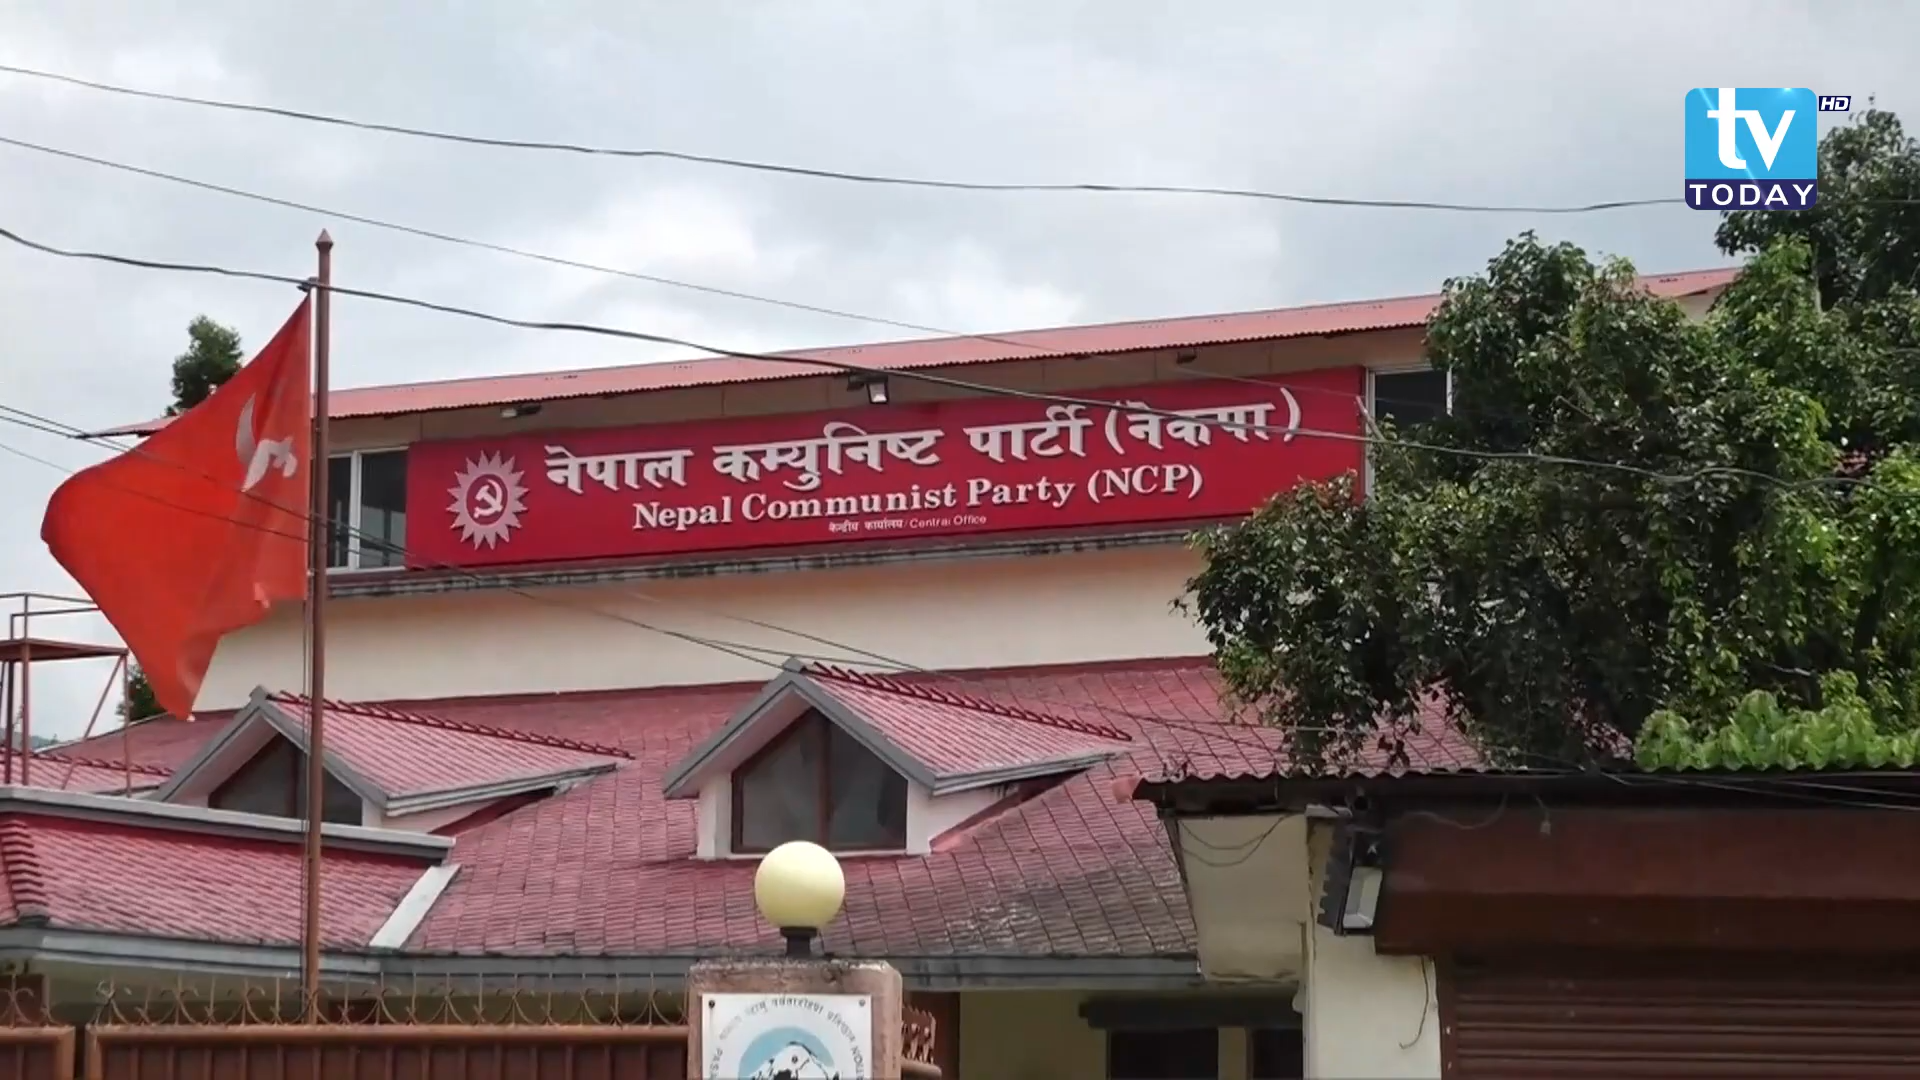 tv HD
TODAY
नेपाल कम्युनिष्ट पार्टी (नेकपा)
Nepal Communist Party (NCP)
केन्द्रीय कार्यालय/Central Office